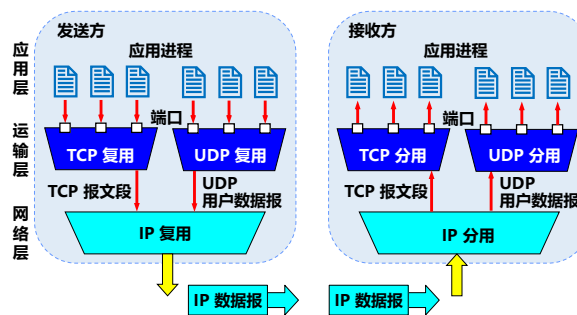 发送方
应用进程
应用层
端口
运输层
TCP 复用
UDP 复用
TCP 报文段
UDP
用户数据报
网络层
IP 复用
IP 数据报
接收方
应用进程
端口
TCP 分用
UDP 分用
TCP 报文段
UDP
用户数据报
IP 分用
IP 数据报